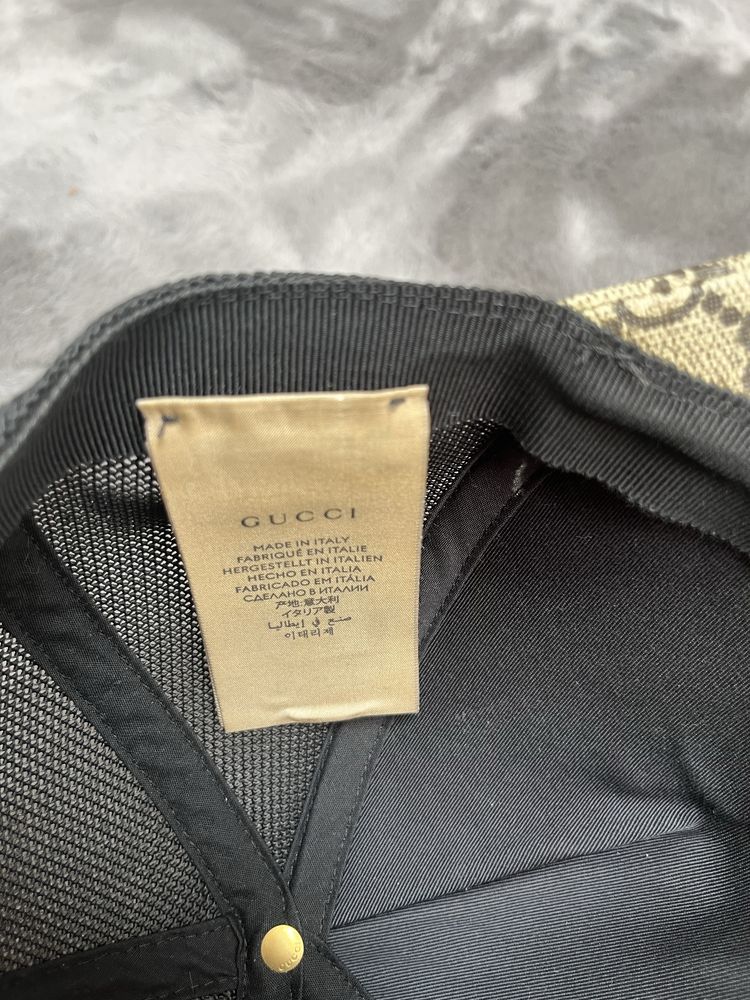 GUCCI
MADE IN ITALY
FABRIQUÉ EN ITALIE
HERGESTELLT IN ITALIEN
HECHO EN ITALIA
FABRICADO EM ITÁLIA
СДЕЛАНО В ИТАЛИИ
产地:意大利
イタリア製
صنع في إيطاليا
이태리제
GUCCI